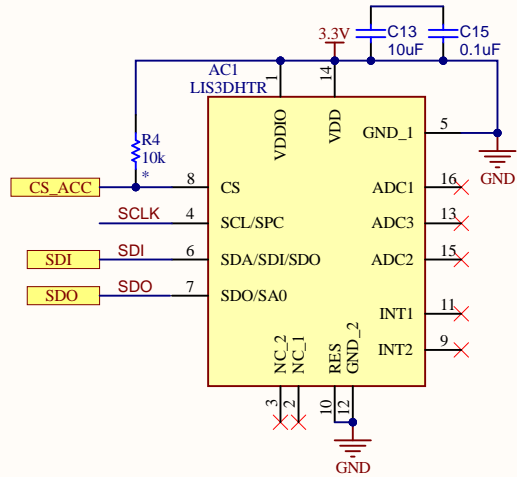 C13
10uF
C15
0.1uF
3.3V
AC1
LIS3DHTR
1
14
VDDIO
VDD
GND_1
5
GND
R4
10k
*
CS_ACC
8
CS
ADC1
16
SCLK
4
SCL/SPC
ADC3
13
SDI
SDI
6
SDA/SDI/SDO
ADC2
15
SDO
SDO
7
SDO/SA0
INT1
11
INT2
9
NC_2
NC_1
RES
GND_2
3
2
10
12
GND